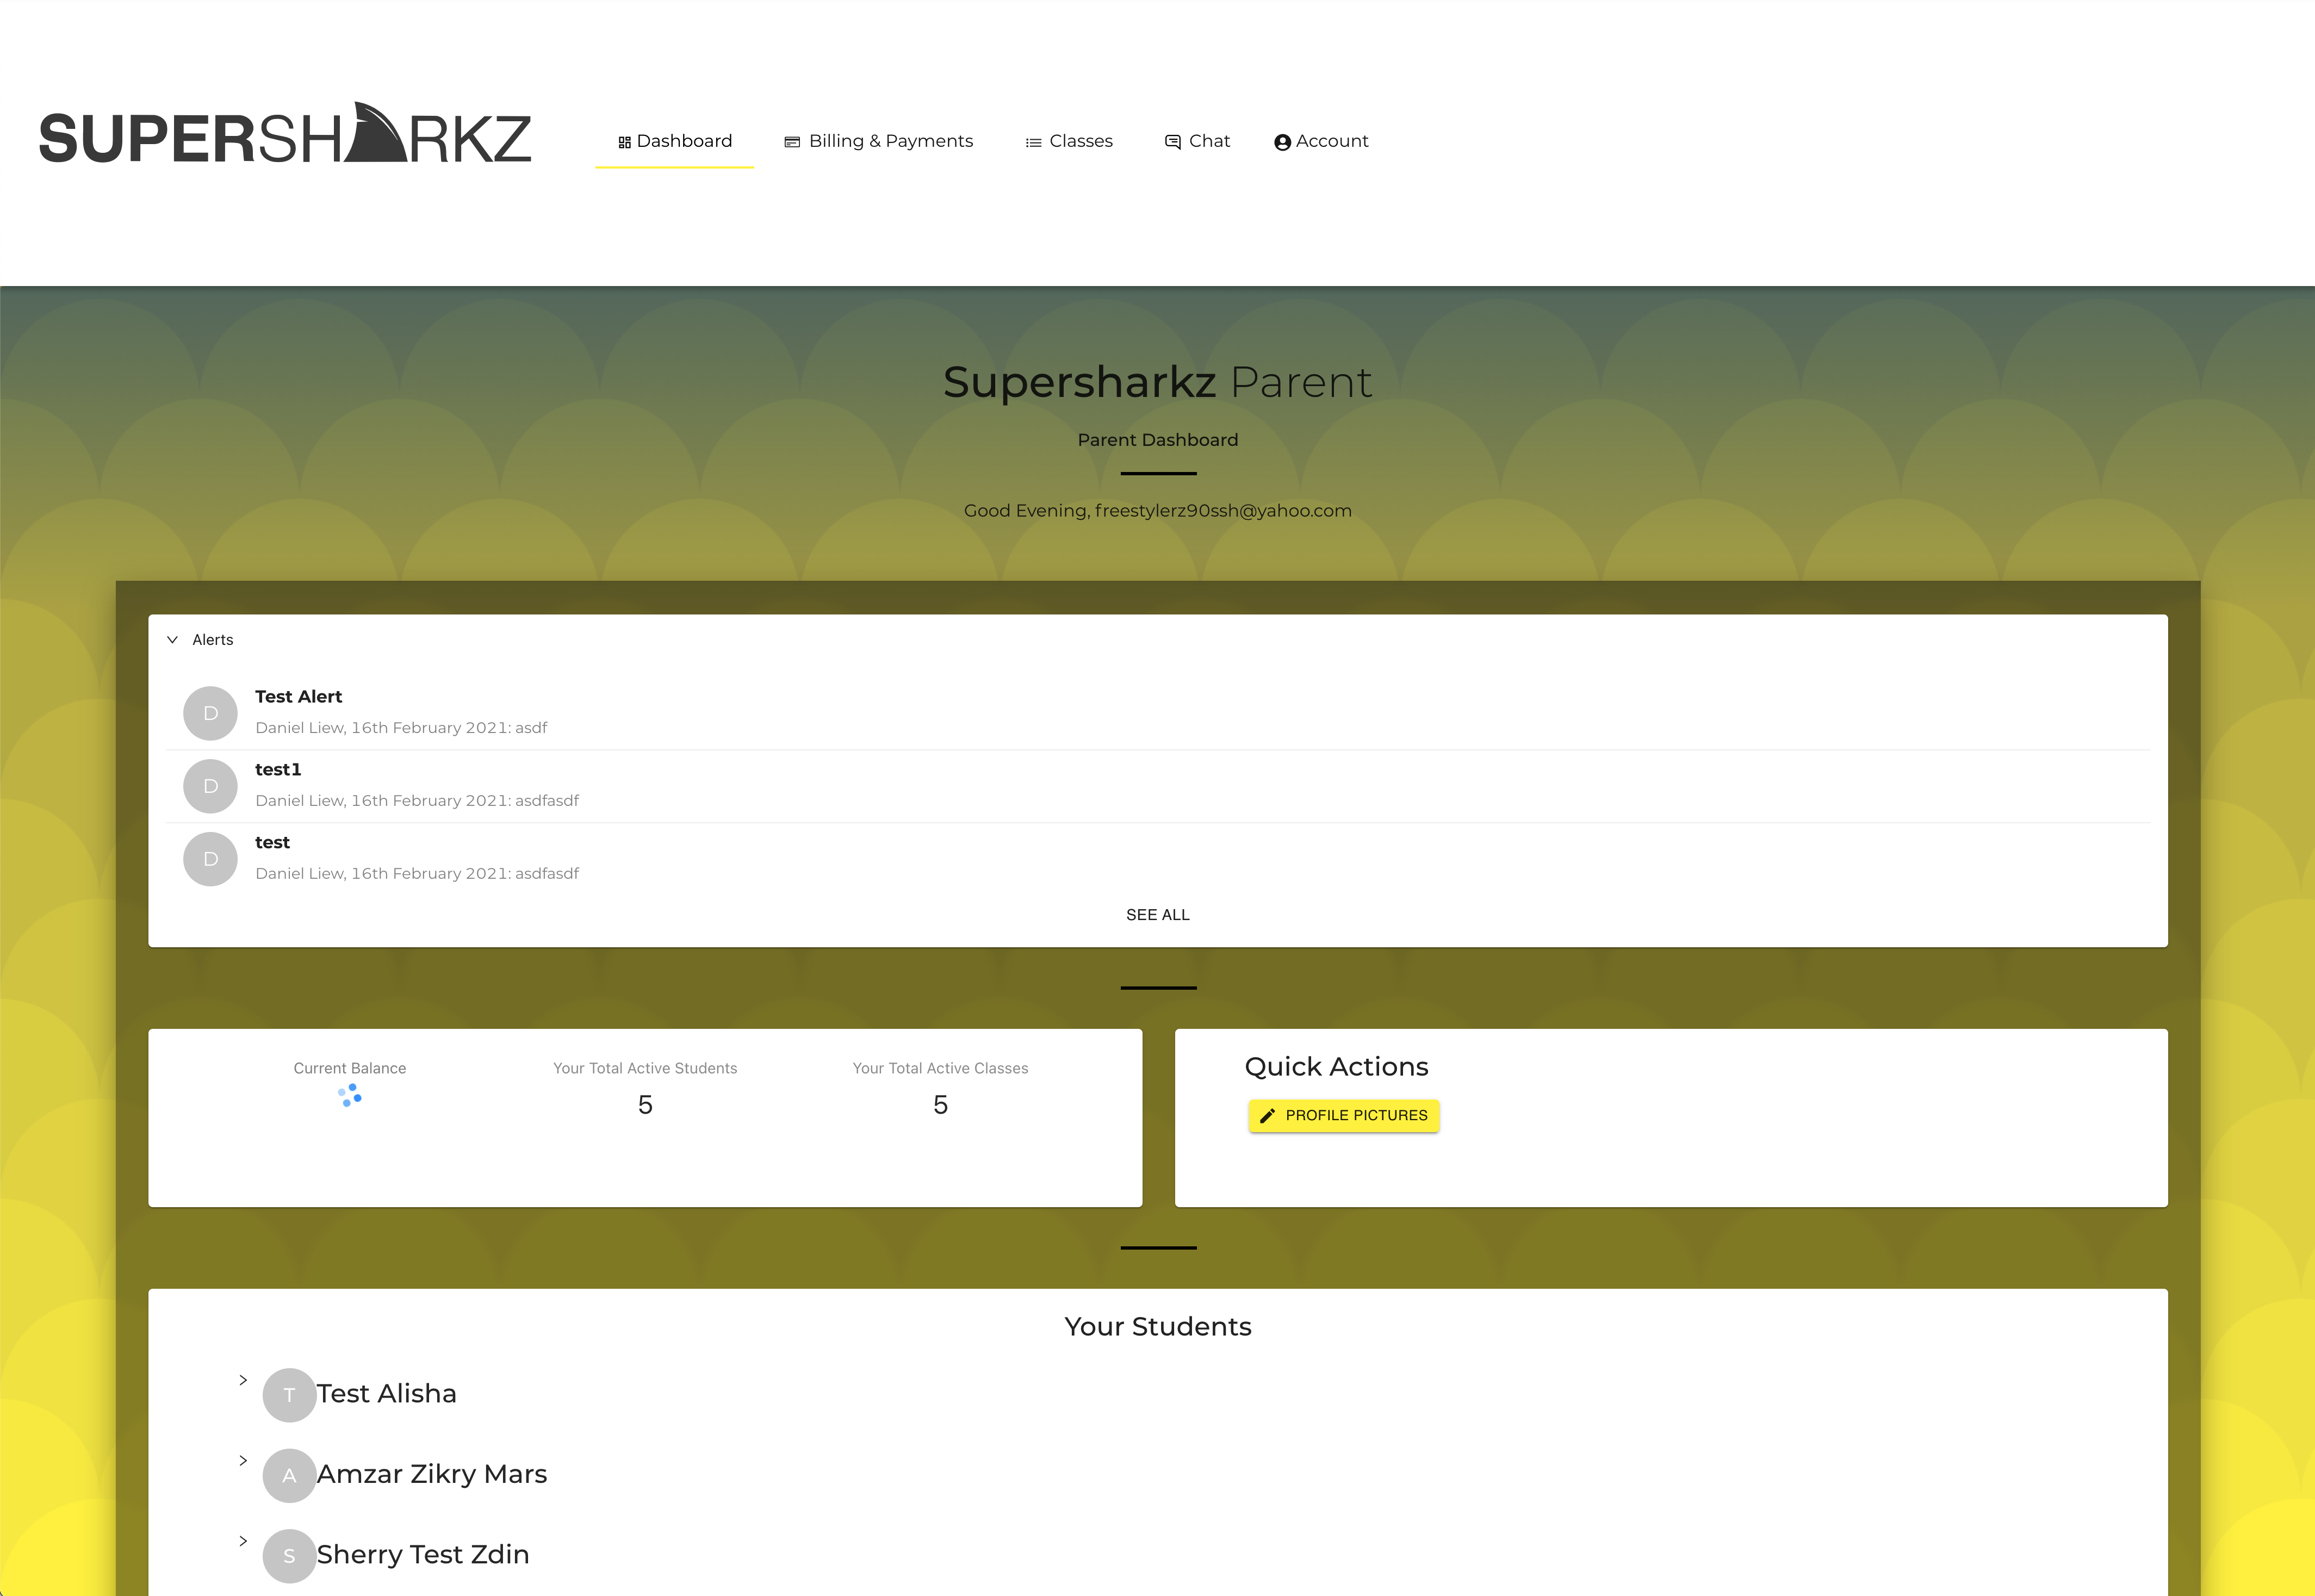 SUPERSHARKZ
Dashboard
Billing & Payments
Classes
Chat
Account
Supersharkz Parent
Parent Dashboard
Good Evening, freestylerz90ssh@yahoo.com
Alerts
D
Test Alert
Daniel Liew, 16th February 2021: asdf
D
test1
Daniel Liew, 16th February 2021: asdfasdf
D
test
Daniel Liew, 16th February 2021: asdfasdf
SEE ALL
Current Balance
Your Total Active Students
5
Your Total Active Classes
5
Quick Actions
PROFILE PICTURES
Your Students
T
Test Alisha
A
Amzar Zikry Mars
S
Sherry Test Zdin